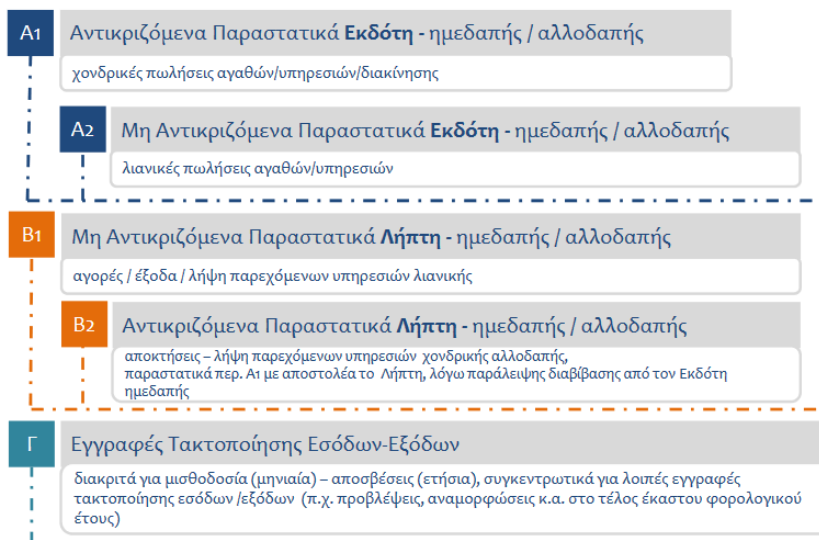 Α1
Αντικριζόμενα Παραστατικά Εκδότη - ημεδαπής / αλλοδαπής
χονδρικές πωλήσεις αγαθών/υπηρεσιών/διακίνησης
Α2
Μη Αντικριζόμενα Παραστατικά Εκδότη - ημεδαπής / αλλοδαπής
λιανικές πωλήσεις αγαθών/υπηρεσιών
Β1
Μη Αντικριζόμενα Παραστατικά Λήπτη - ημεδαπής / αλλοδαπής
αγορές / έξοδα / λήψη παρεχόμενων υπηρεσιών λιανικής
Β2
Αντικριζόμενα Παραστατικά Λήπτη - ημεδαπής / αλλοδαπής
αποκτήσεις – λήψη παρεχόμενων υπηρεσιών χονδρικής αλλοδαπής,
παραστατικά περ. Α1 με αποστολέα το Λήπτη, λόγω παράλειψης διαβίβασης από τον Εκδότη
ημεδαπής
Γ
Εγγραφές Τακτοποίησης Εσόδων-Εξόδων
διακριτά για μισθοδοσία (μηνιαία) – αποσβέσεις (ετήσια), συγκεντρωτικά για λοιπές εγγραφές
τακτοποίησης εσόδων /εξόδων (π.χ. προβλέψεις, αναμορφώσεις κ.α. στο τέλος έκαστου φορολογικού
έτους)